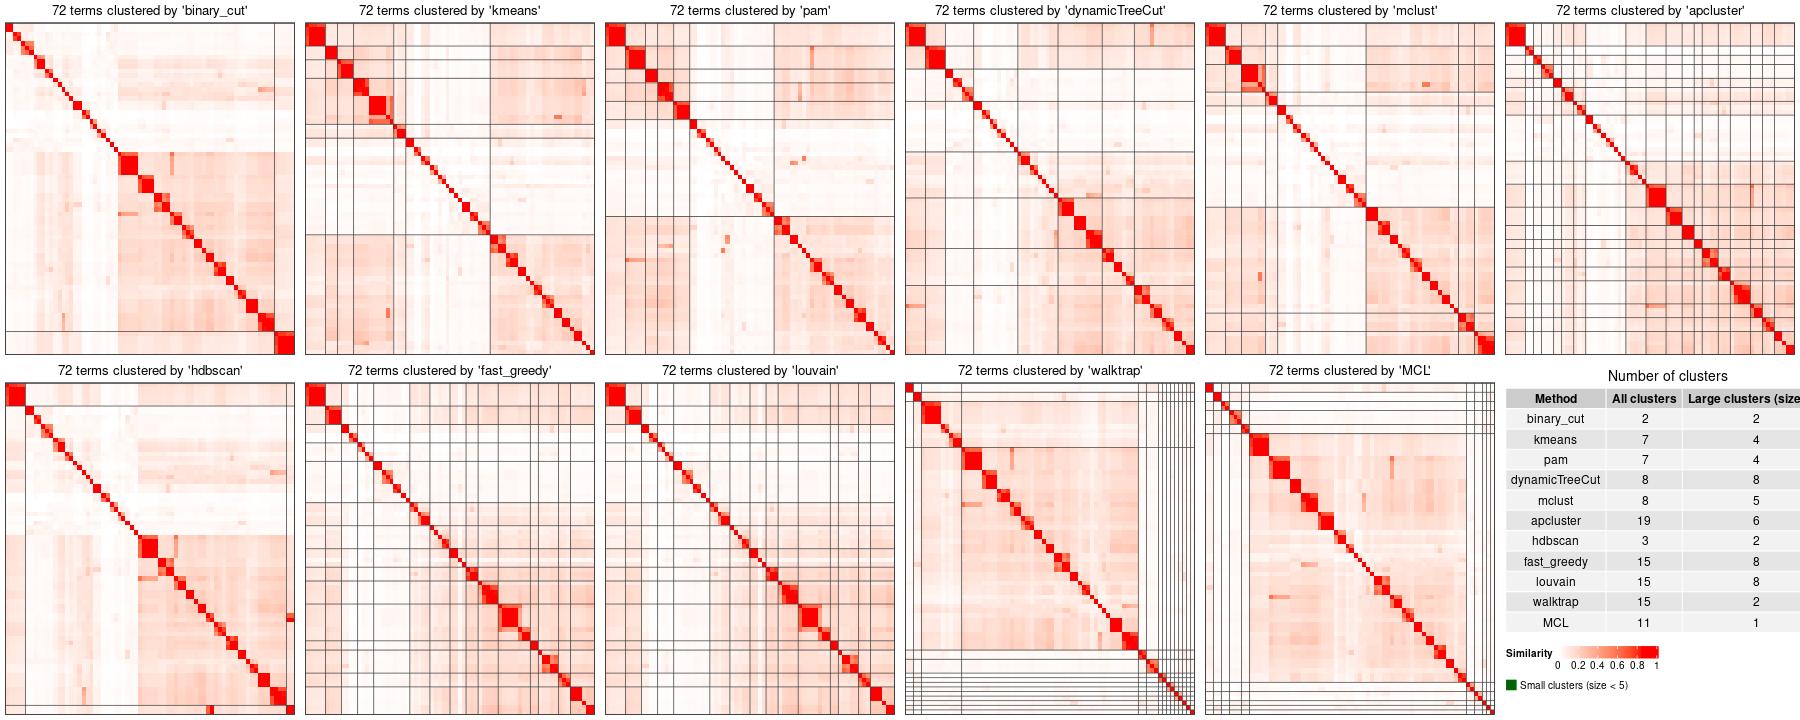 72 terms clustered by 'binary_cut'
72 terms clustered by 'kmeans'
72 terms clustered by 'pam'
72 terms clustered by 'dynamicTreeCut'
72 terms clustered by 'mclust'
72 terms clustered by 'apcluster'
72 terms clustered by 'hdbscan'
72 terms clustered by 'fast_greedy'
72 terms clustered by 'louvain'
72 terms clustered by 'walktrap'
72 terms clustered by 'MCL'
Number of clusters
Method All clusters Large clusters (size
binary_cut 2 2
kmeans 7 4
pam 7 4
dynamicTreeCut 8 8
mclust 8 5
apcluster 19 6
hdbscan 3 2
fast_greedy 15 8
louvain 15 8
walktrap 15 2
MCL 11 1
Similarity
0 0.2 0.4 0.6 0.8 1
Small clusters (size < 5)